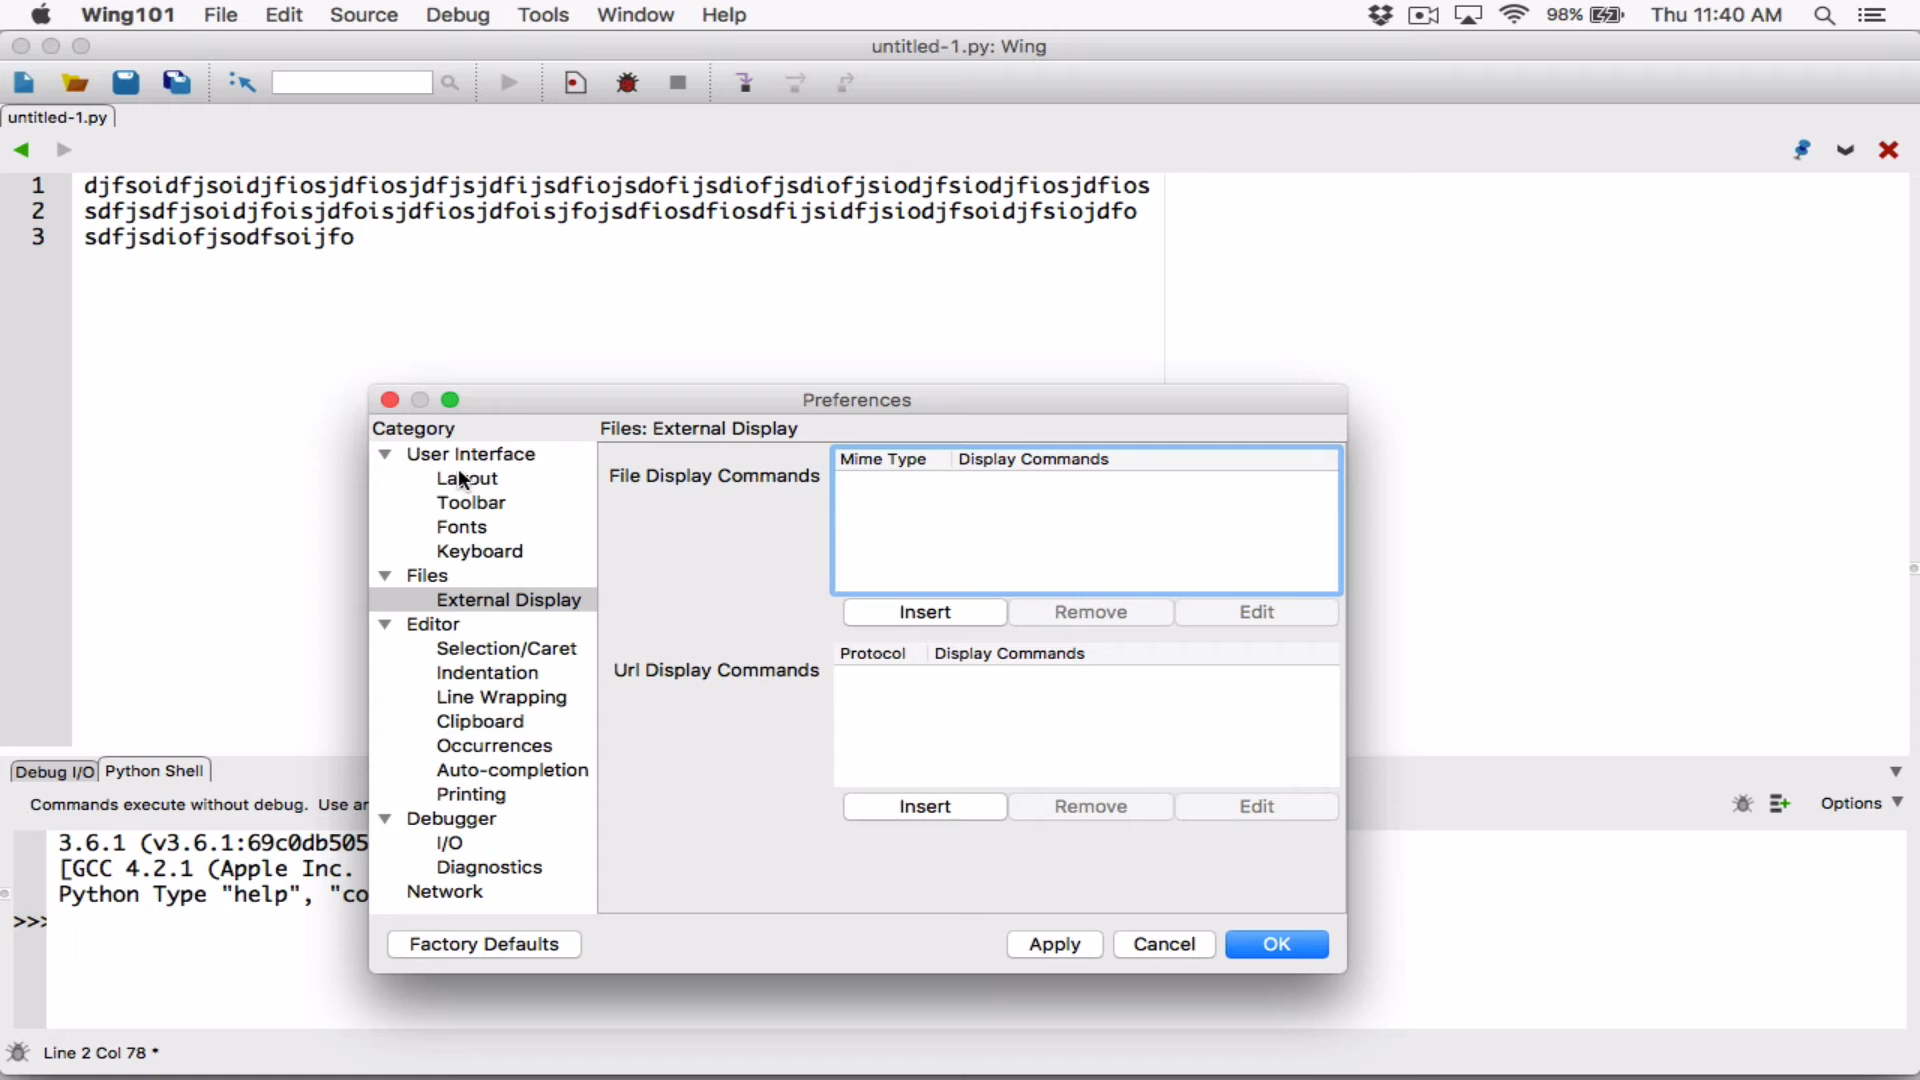 Wing101 File Edit Source Debug Tools Window Help 98% Thu 11:40 AM
untitled-1.py: Wing
untitled-1.py
1 djfsoidfjsoidjfiosjdfiosjdfjsjdfijsdfiojsdofijsdiofjsdiofjsiodjfsiodjfiosjdfios
2 sdfjsdfjsoidjfoisjdfoisjdfiosjdfoisjfojsdfiosdfiosdfijsidfjsiodjfsoidjfsiojdfo
3 sdfjsdiofjsodfsoijfo
Preferences
Category
User Interface
Layout
Toolbar
Fonts
Keyboard
Files
External Display
Editor
Selection/Caret
Indentation
Line Wrapping
Clipboard
Occurrences
Auto-completion
Printing
Debugger
I/O
Diagnostics
Network
Files: External Display
File Display Commands
Mime Type Display Commands
Insert Remove Edit
Url Display Commands
Protocol Display Commands
Insert Remove Edit
Factory Defaults Apply Cancel OK
Debug I/O Python Shell
Commands execute without debug. Use ar
Options
3.6.1 (v3.6.1:69c0db505
[GCC 4.2.1 (Apple Inc.
Python Type "help", "co
>>>
Line 2 Col 78 *